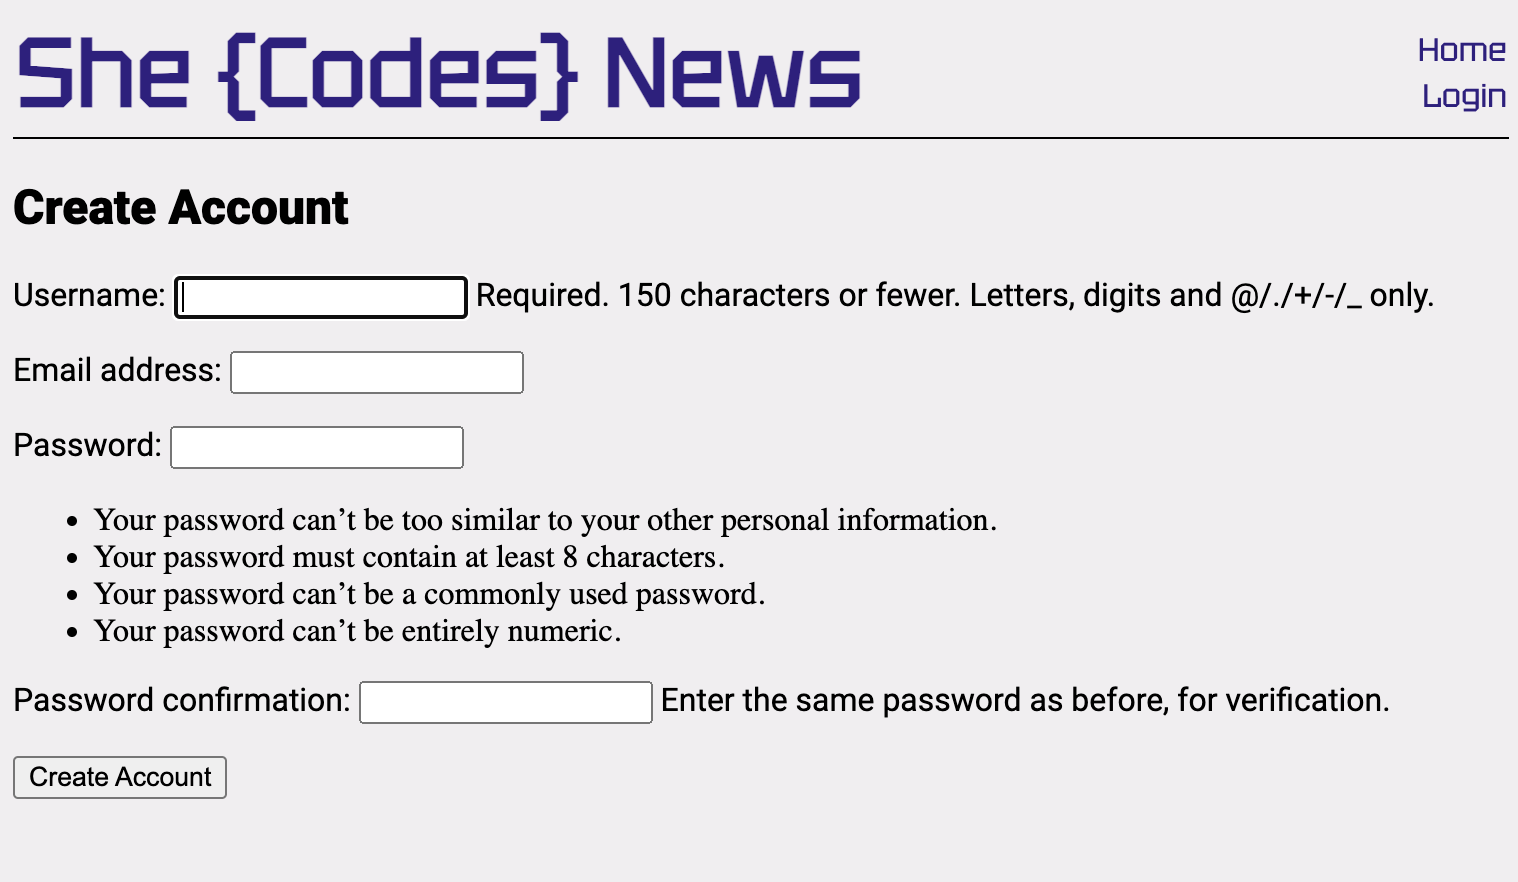 She {Codes} News
Home
Login
Create Account
Username: Required. 150 characters or fewer. Letters, digits and @/./+/-/_ only.
Email address:
Password:
• Your password can’t be too similar to your other personal information.
• Your password must contain at least 8 characters.
• Your password can’t be a commonly used password.
• Your password can’t be entirely numeric.
Password confirmation: Enter the same password as before, for verification.
Create Account